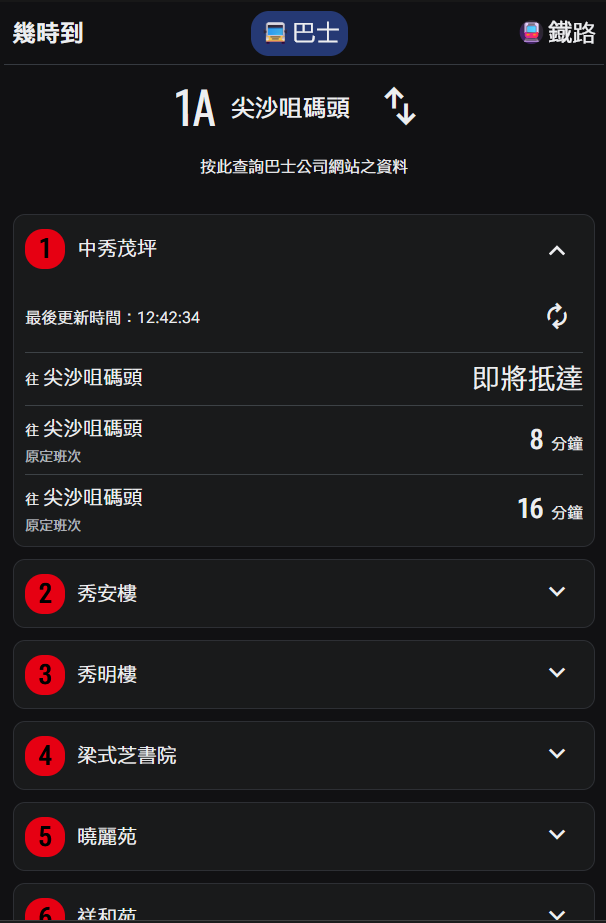 幾時到
巴士
鐵路
1A 尖沙咀碼頭
按此查詢巴士公司網站之資料
1 中秀茂坪
最後更新時間：12:42:34
往 尖沙咀碼頭 即將抵達
往 尖沙咀碼頭
原定班次
8 分鐘
往 尖沙咀碼頭
原定班次
16 分鐘
2 秀安樓
3 秀明樓
4 梁式芝書院
5 曉麗苑
6 祥和苑